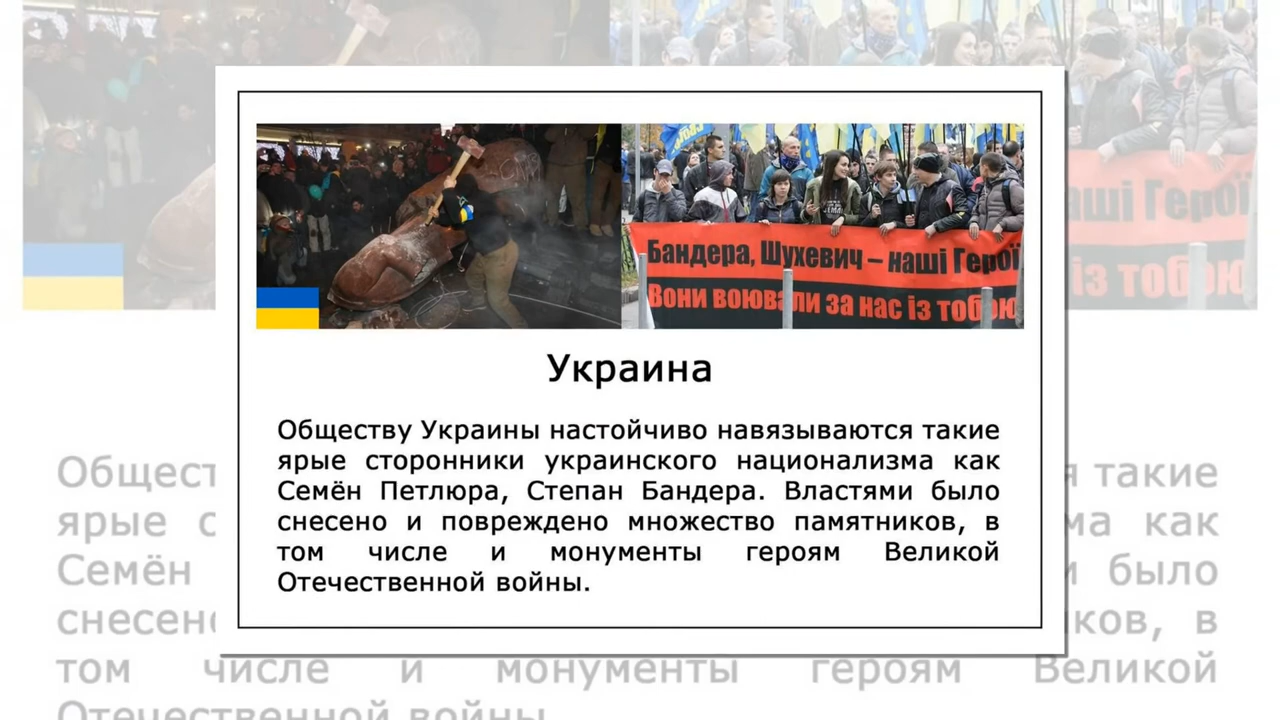 Бандера, Шухевич – наші Герої
Вони воювали за нас із тобою
Украина
Обществу Украины настойчиво навязываются такие
ярые сторонники украинского национализма как
Семён Петлюра, Степан Бандера. Властями было
снесено и повреждено множество памятников, в
том числе и монументы героям Великой
Отечественной войны.